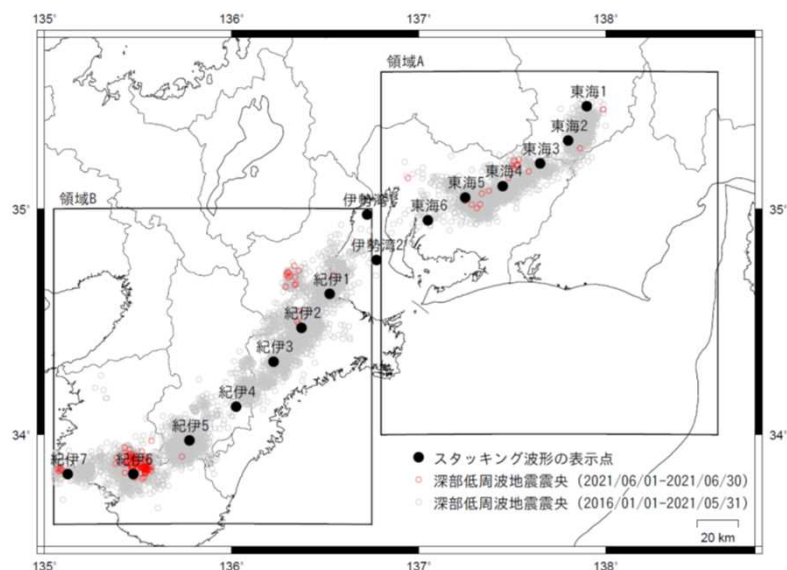 135° 136° 137° 138°
領域A
東海1
東海2
東海3
東海4
東海5
東海6
35° 35°
領域B
伊勢湾1
伊勢湾2
紀伊1
紀伊2
紀伊3
紀伊4
紀伊5
紀伊6
紀伊7
34° 34°
スタッキング波形の表示点
深部低周波地震震央（2021/06/01-2021/06/30）
深部低周波地震震央（2016/01/01-2021/05/31）
20 km
135° 136° 137° 138°